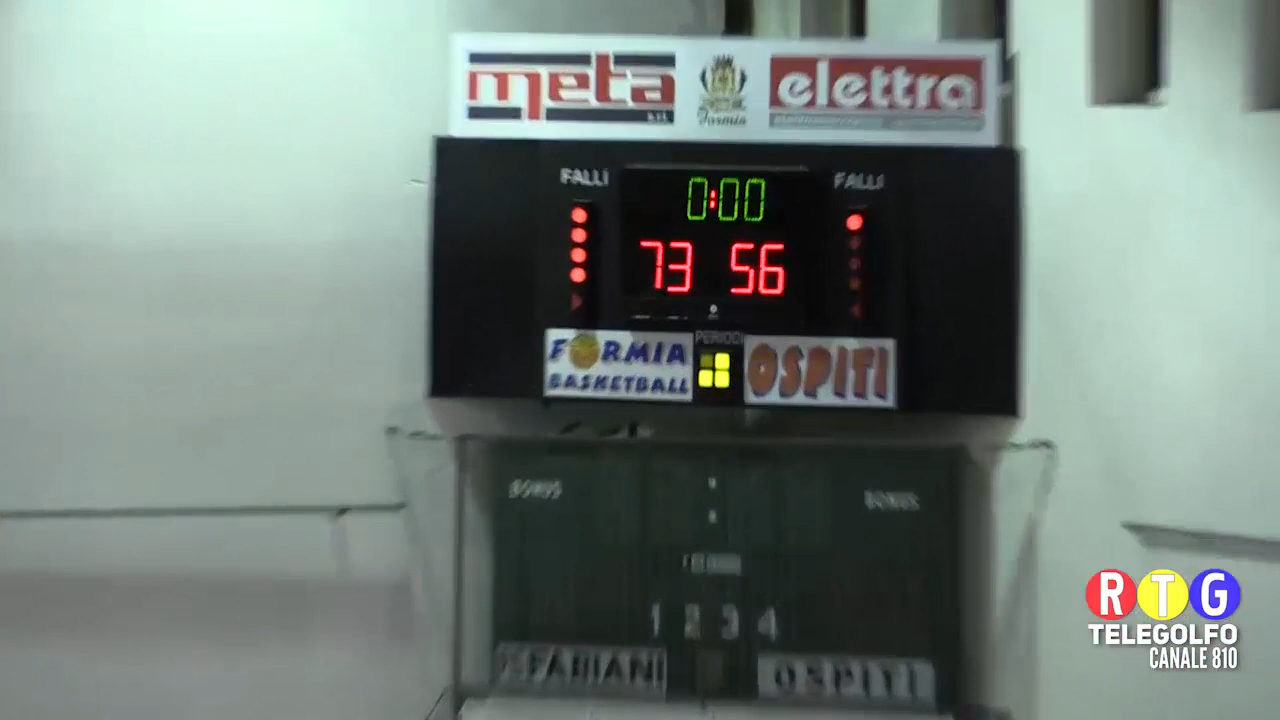 meta
s.r.l.
Formia
elettra
FALLI
FALLI
0:00
73 56
PERIODI
FORMIA
BASKETBALL
OSPITI
BONUS
BONUS
1 2 3 4
FABIANI
OSPITI
RTG
TELEGOLFO
CANALE 810